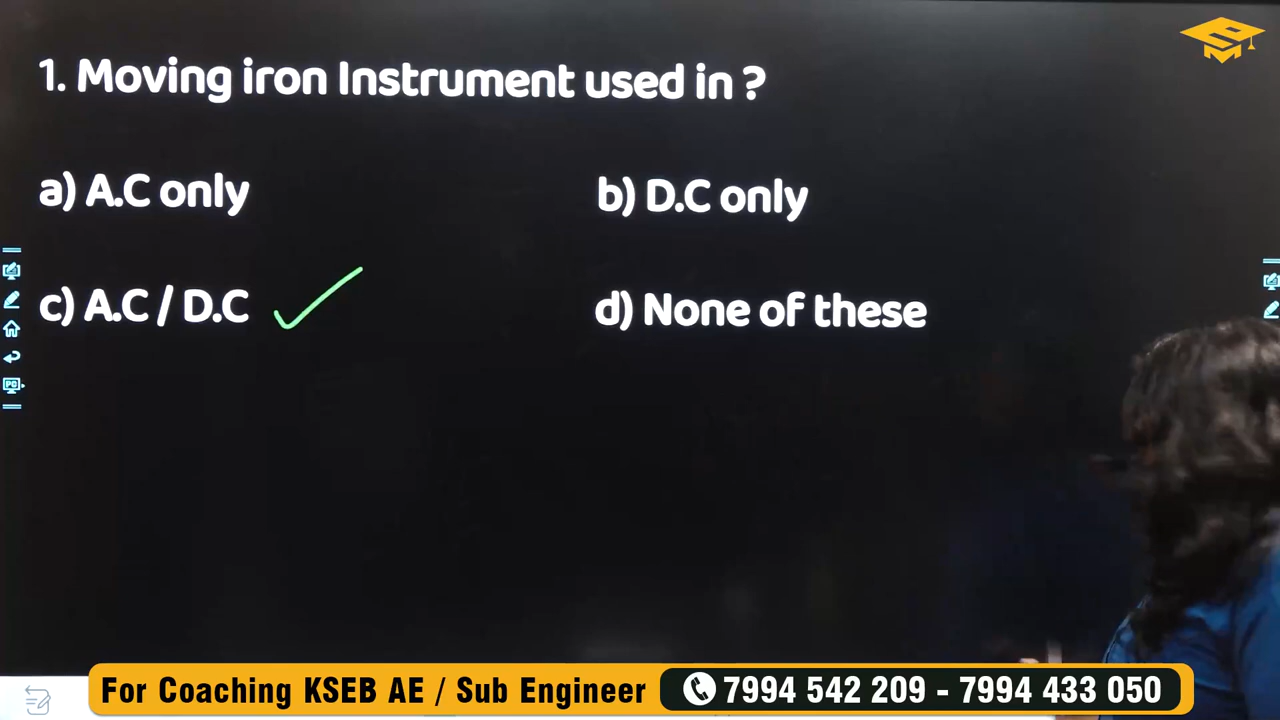 1. Moving iron Instrument used in ?
a) A.C only
b) D.C only
c) A.C / D.C
d) None of these
For Coaching KSEB AE / Sub Engineer
7994 542 209 - 7994 433 050